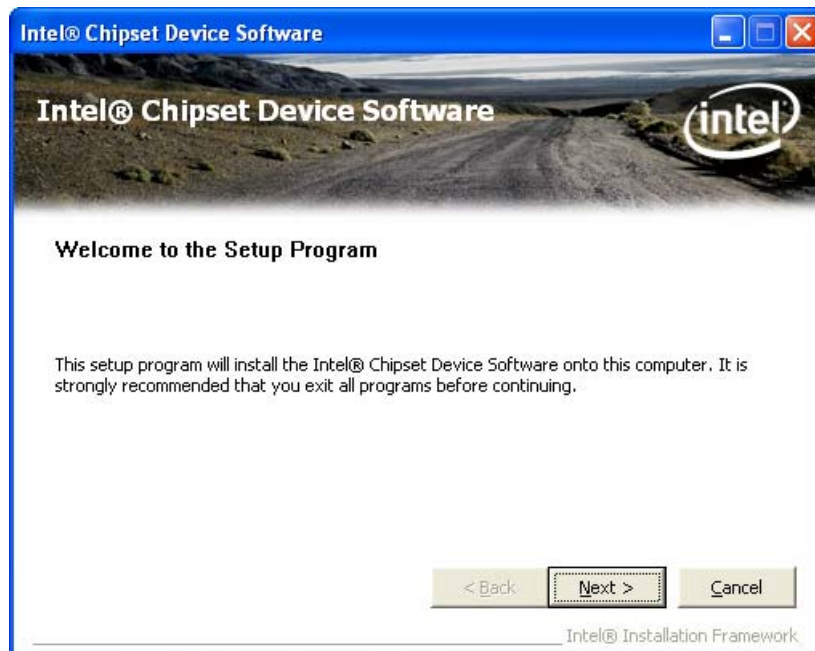 Intel® Chipset Device Software
Intel® Chipset Device Software
intel®
Welcome to the Setup Program
This setup program will install the Intel® Chipset Device Software onto this computer. It is
strongly recommended that you exit all programs before continuing.
< Back
Next >
Cancel
Intel® Installation Framework